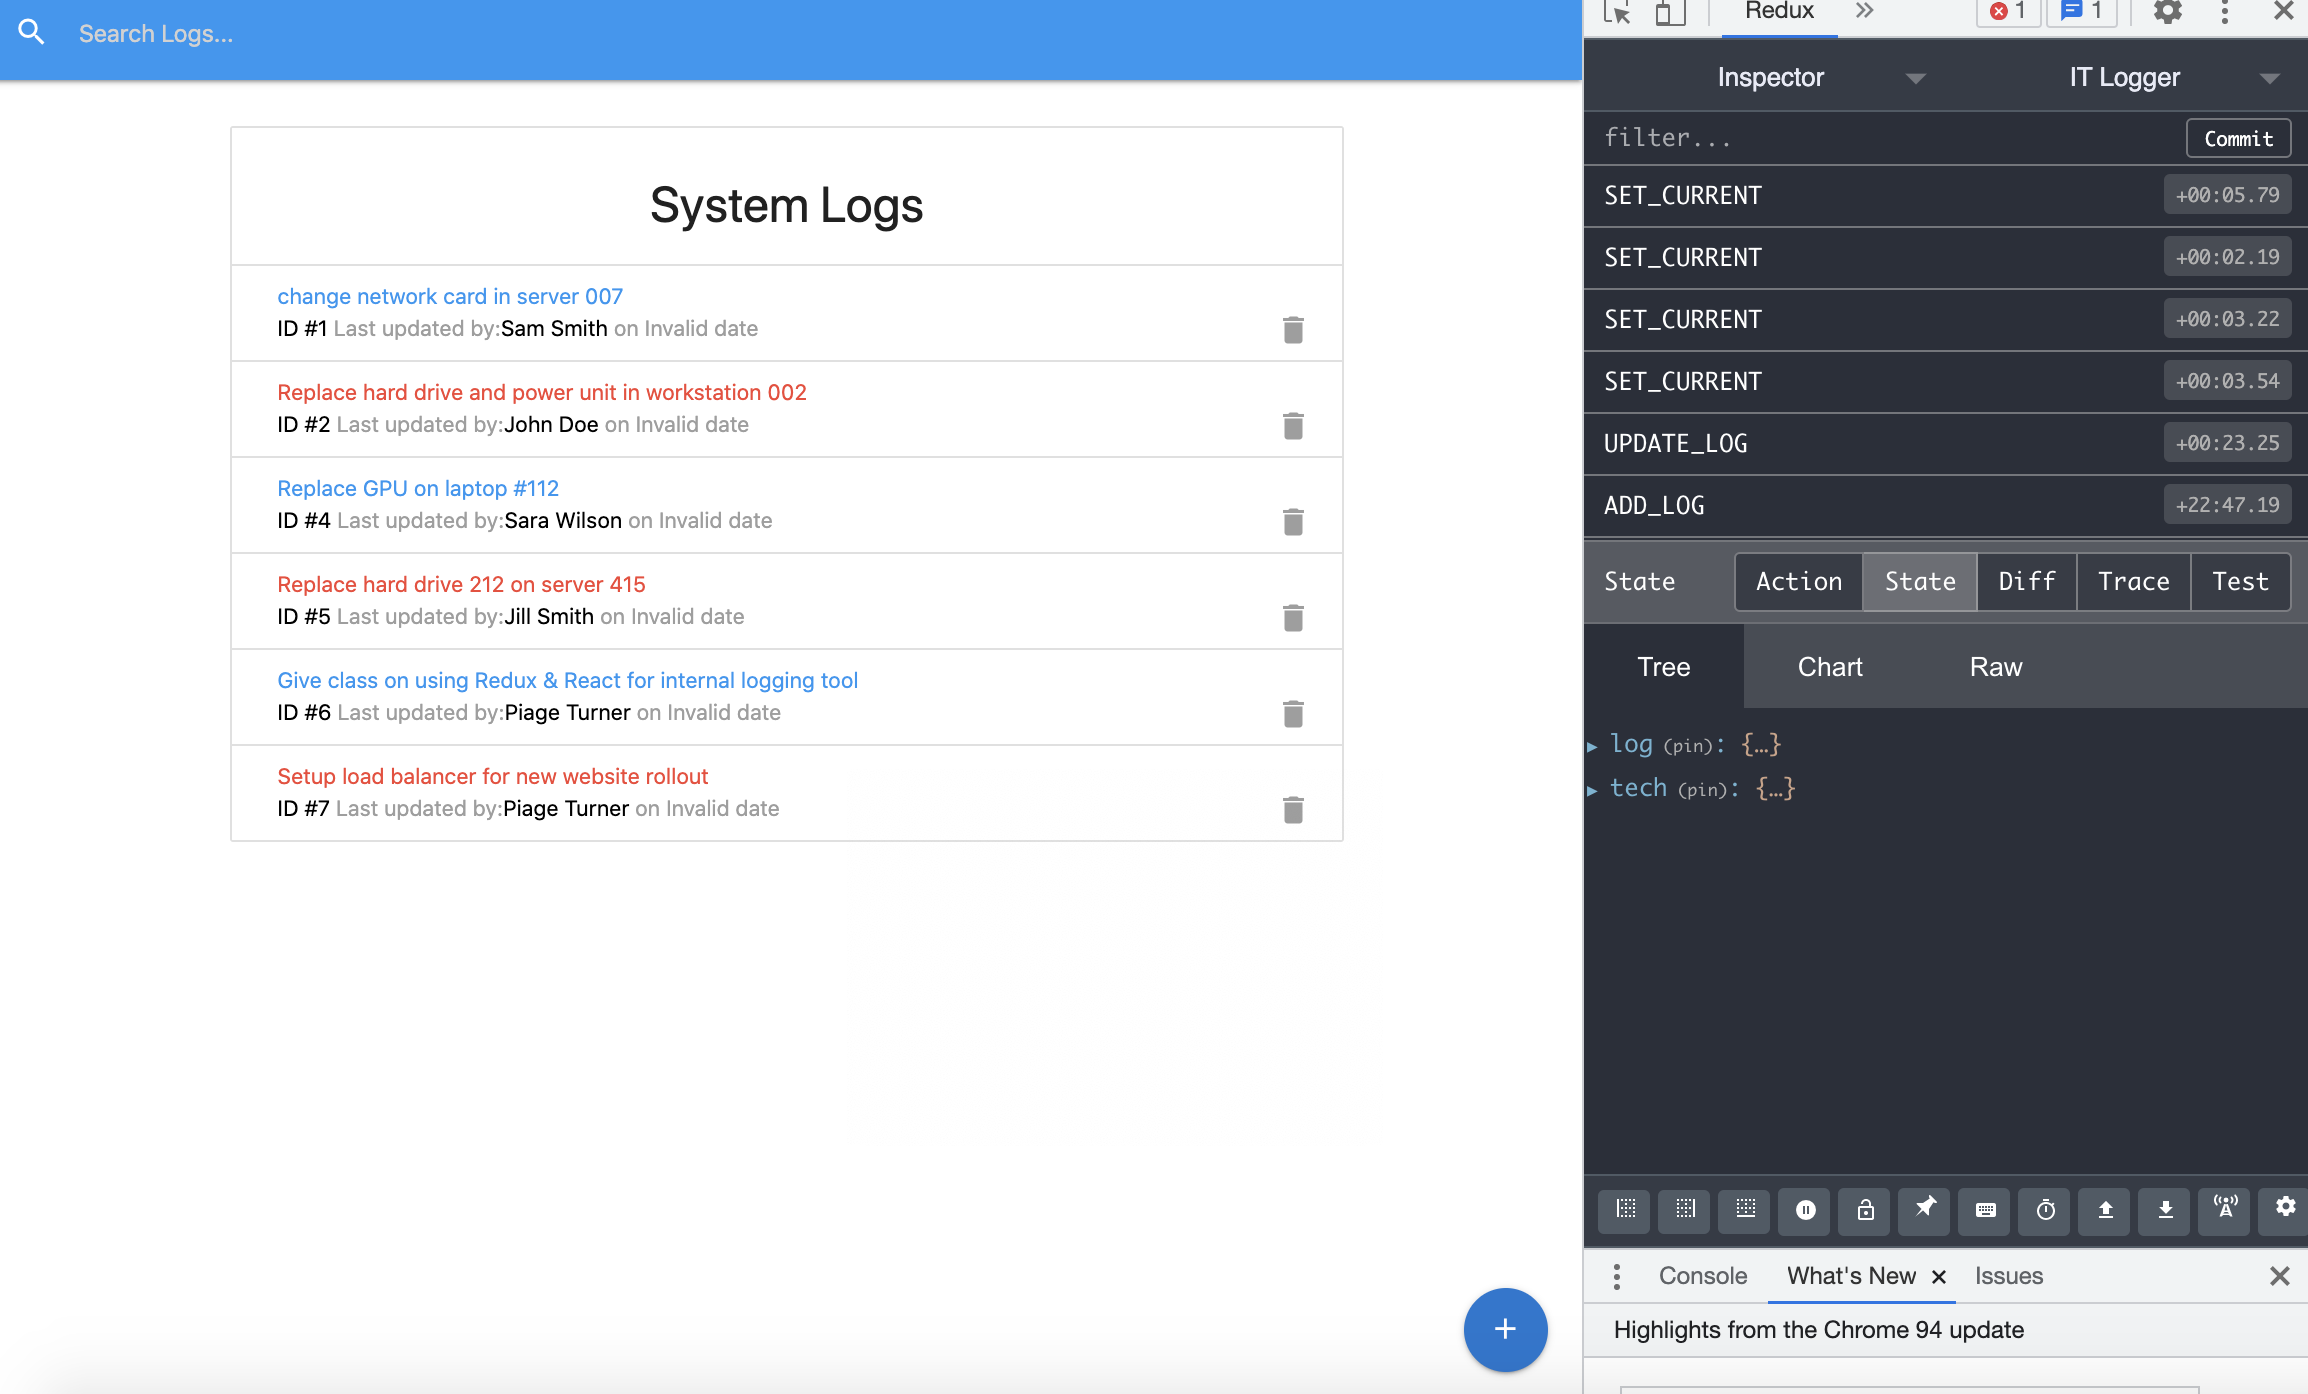 Search Logs...
System Logs
change network card in server 007
ID #1 Last updated by:Sam Smith on Invalid date
Replace hard drive and power unit in workstation 002
ID #2 Last updated by:John Doe on Invalid date
Replace GPU on laptop #112
ID #4 Last updated by:Sara Wilson on Invalid date
Replace hard drive 212 on server 415
ID #5 Last updated by:Jill Smith on Invalid date
Give class on using Redux & React for internal logging tool
ID #6 Last updated by:Piage Turner on Invalid date
Setup load balancer for new website rollout
ID #7 Last updated by:Piage Turner on Invalid date
+
Redux » 1 1
Inspector IT Logger
filter... Commit
SET_CURRENT +00:05.79
SET_CURRENT +00:02.19
SET_CURRENT +00:03.22
SET_CURRENT +00:03.54
UPDATE_LOG +00:23.25
ADD_LOG +22:47.19
State Action State Diff Trace Test
Tree Chart Raw
log (pin): {…}
tech (pin): {…}
Console What's New × Issues
Highlights from the Chrome 94 update